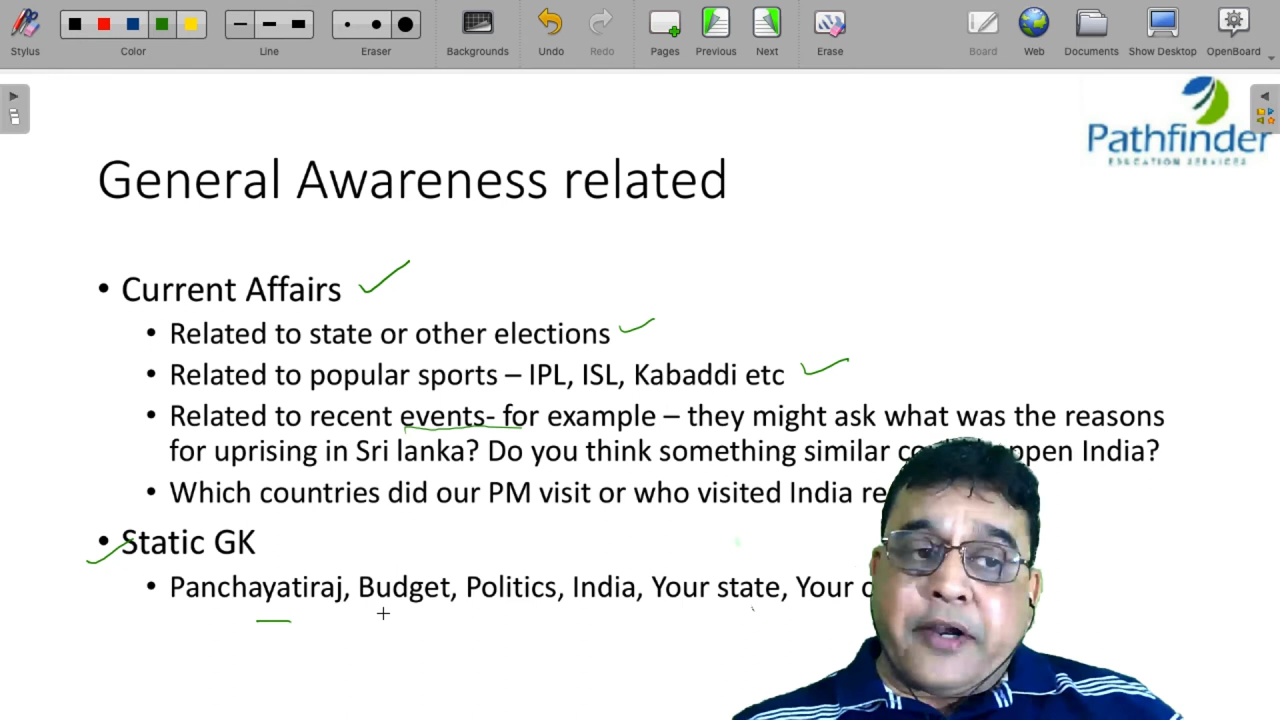 Stylus
Color
Line
Eraser
Backgrounds
Undo
Redo
Pages
Previous
Next
Erase
Board
Web
Documents
Show Desktop
OpenBoard
Pathfinder
EDUCATION SERVICES
General Awareness related
• Current Affairs
• Related to state or other elections
• Related to popular sports – IPL, ISL, Kabaddi etc
• Related to recent events- for example – they might ask what was the reasons
for uprising in Sri lanka? Do you think something similar India?
• Which countries did our PM visit or who visited India
• Static GK
• Panchayatiraj, Budget, Politics, India, Your state, Your